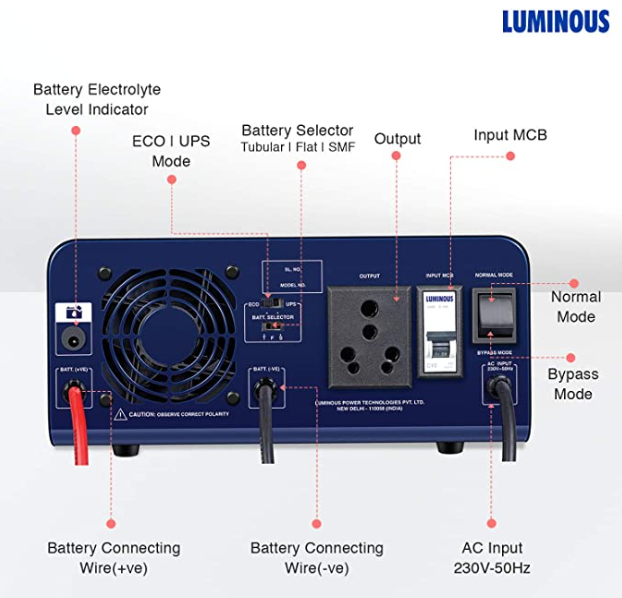 LUMINOUS
Battery Electrolyte
Level Indicator
ECO | UPS
Mode
Battery Selector
Tubular | Flat | SMF
Output
Input MCB
SL. NO.
MODEL NO.
OUTPUT
INPUT MCB
NORMAL MODE
ECO
UPS
BATT. SELECTOR
LUMINOUS
Normal
Mode
BYPASS MODE
AC INPUT
230V~50Hz
BATT. (+VE)
BATT. (-VE)
Bypass
Mode
CAUTION: OBSERVE CORRECT POLARITY
LUMINOUS POWER TECHNOLOGIES PVT. LTD.
NEW DELHI - 110008 (INDIA)
Battery Connecting
Wire(+ve)
Battery Connecting
Wire(-ve)
AC Input
230V-50Hz